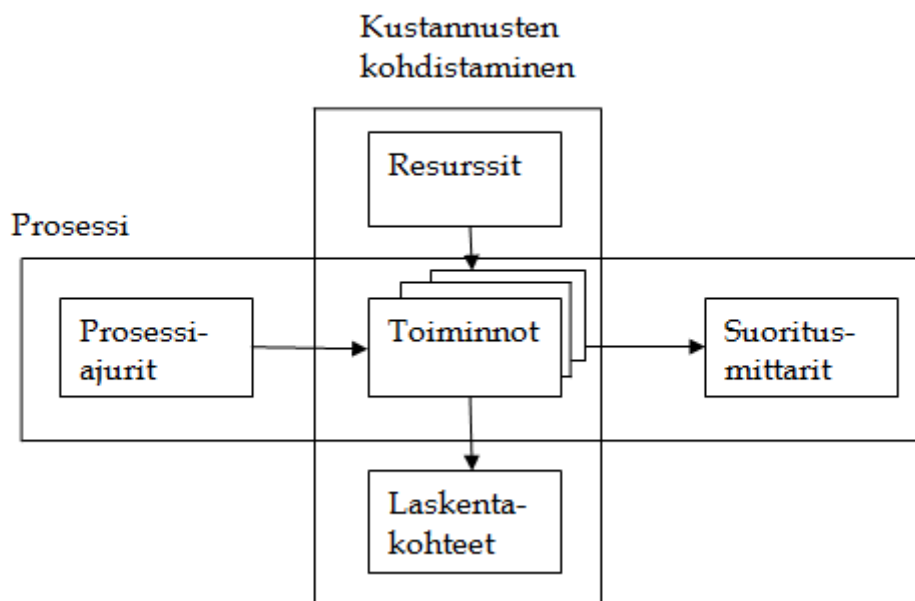 Kustannusten
kohdistaminen
Resurssit
Prosessi
Prosessi-
ajurit
Toiminnot
Suoritus-
mittarit
Laskenta-
kohteet